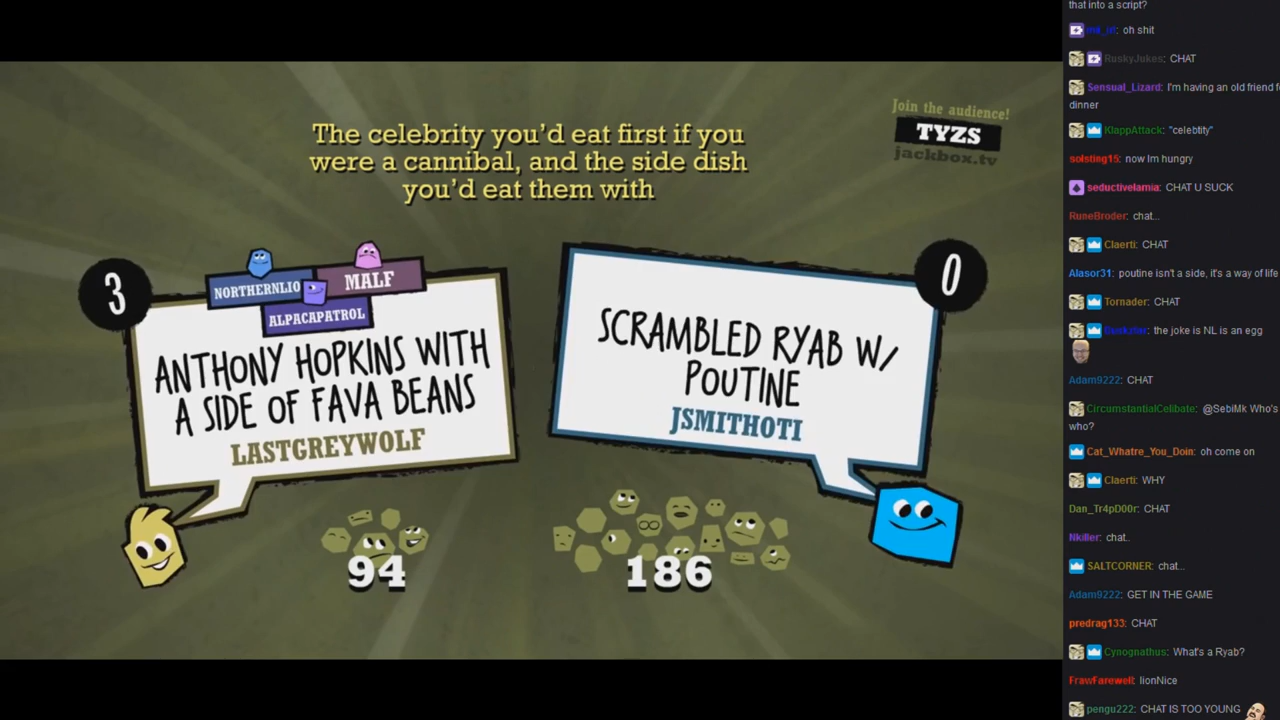 The celebrity you'd eat first if you
were a cannibal, and the side dish
you'd eat them with
Join the audience!
TYZS
jackbox.tv
3
NORTHERNLIO
MALF
ALPACAPATROL
ANTHONY HOPKINS WITH
A SIDE OF FAVA BEANS
LASTGREYWOLF
94
0
SCRAMBLED RYAB W/
POUTINE
JSMITHOTI
186
that into a script?
oh shit
RuskyJukes: CHAT
Sensual_Lizard: I'm having an old friend fo
dinner
KlappAttack: "celebtity"
solsting15: now Im hungry
seductivelamia: CHAT U SUCK
RuneBroder: chat...
Claerti: CHAT
Alasor31: poutine isn't a side, it's a way of life
Tornader: CHAT
the joke is NL is an egg
Adam9222: CHAT
CircumstantialCelibate: @SebiMk Who's
who?
Cat_Whatre_You_Doin: oh come on
Claerti: WHY
Dan_Tr4pD00r: CHAT
Nkiller: chat..
SALTCORNER: chat...
Adam9222: GET IN THE GAME
predrag133: CHAT
Cynognathus: What's a Ryab?
FrawFarewell: lionNice
pengu222: CHAT IS TOO YOUNG